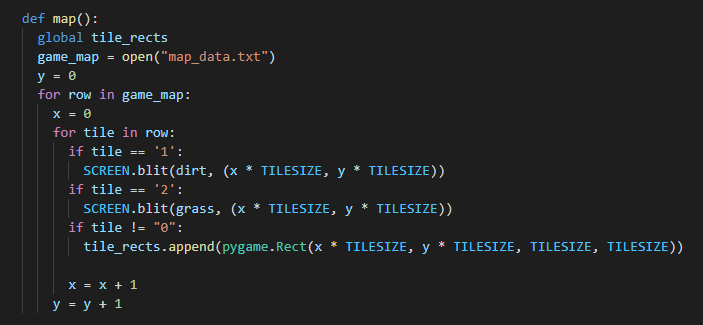 def map():
  global tile_rects
  game_map = open("map_data.txt")
  y = 0
  for row in game_map:
    x = 0
    for tile in row:
      if tile == '1':
        SCREEN.blit(dirt, (x * TILESIZE, y * TILESIZE))
      if tile == '2':
        SCREEN.blit(grass, (x * TILESIZE, y * TILESIZE))
      if tile != "0":
        tile_rects.append(pygame.Rect(x * TILESIZE, y * TILESIZE, TILESIZE, TILESIZE))

      x = x + 1
    y = y + 1